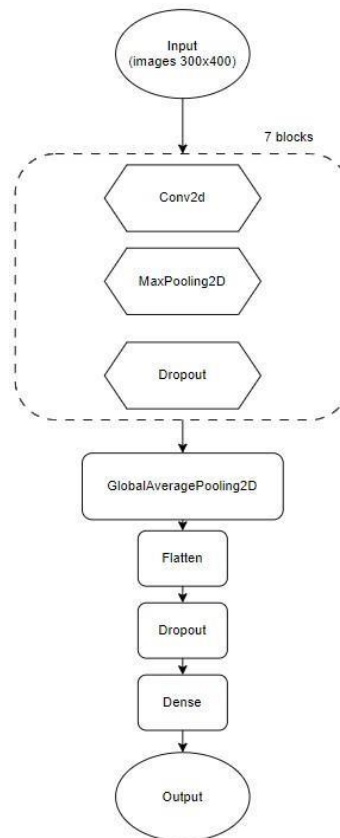 Input
(images 300x400)
7 blocks
Conv2d
MaxPooling2D
Dropout
GlobalAveragePooling2D
Flatten
Dropout
Dense
Output